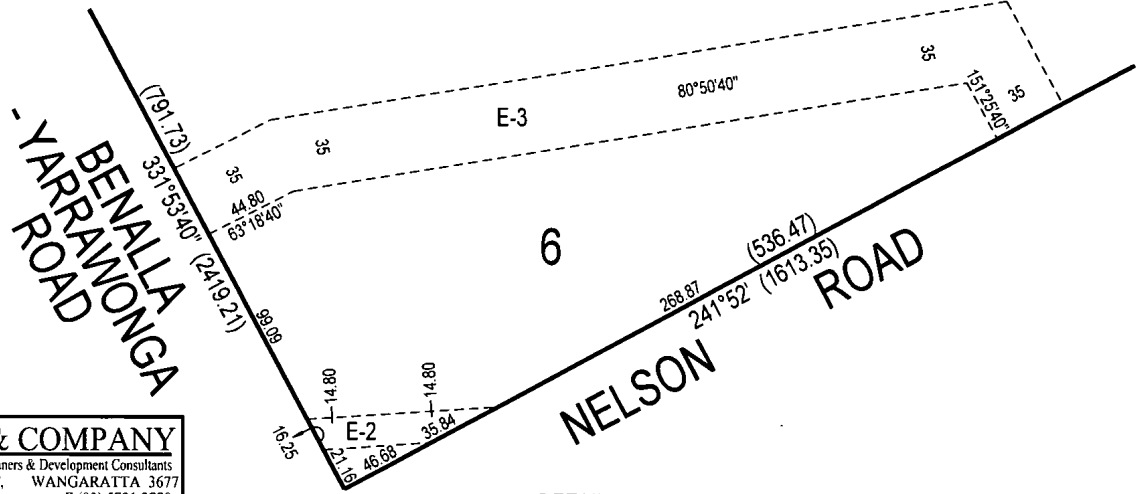 (791.73)
331°53'40" (2419.21)
- YARRAWONGA
BENALLA
ROAD
35
35
E-3
80°50'40"
35
151°25'40"
35
44.80
63°18'40"
6
99.09
(536.47)
268.87
241°52' (1613.35)
NELSON
ROAD
14.80
14.80
16.25
E-2
21.16
46.68
35.84
& COMPANY
ners & Development Consultants
WANGARATTA 3677